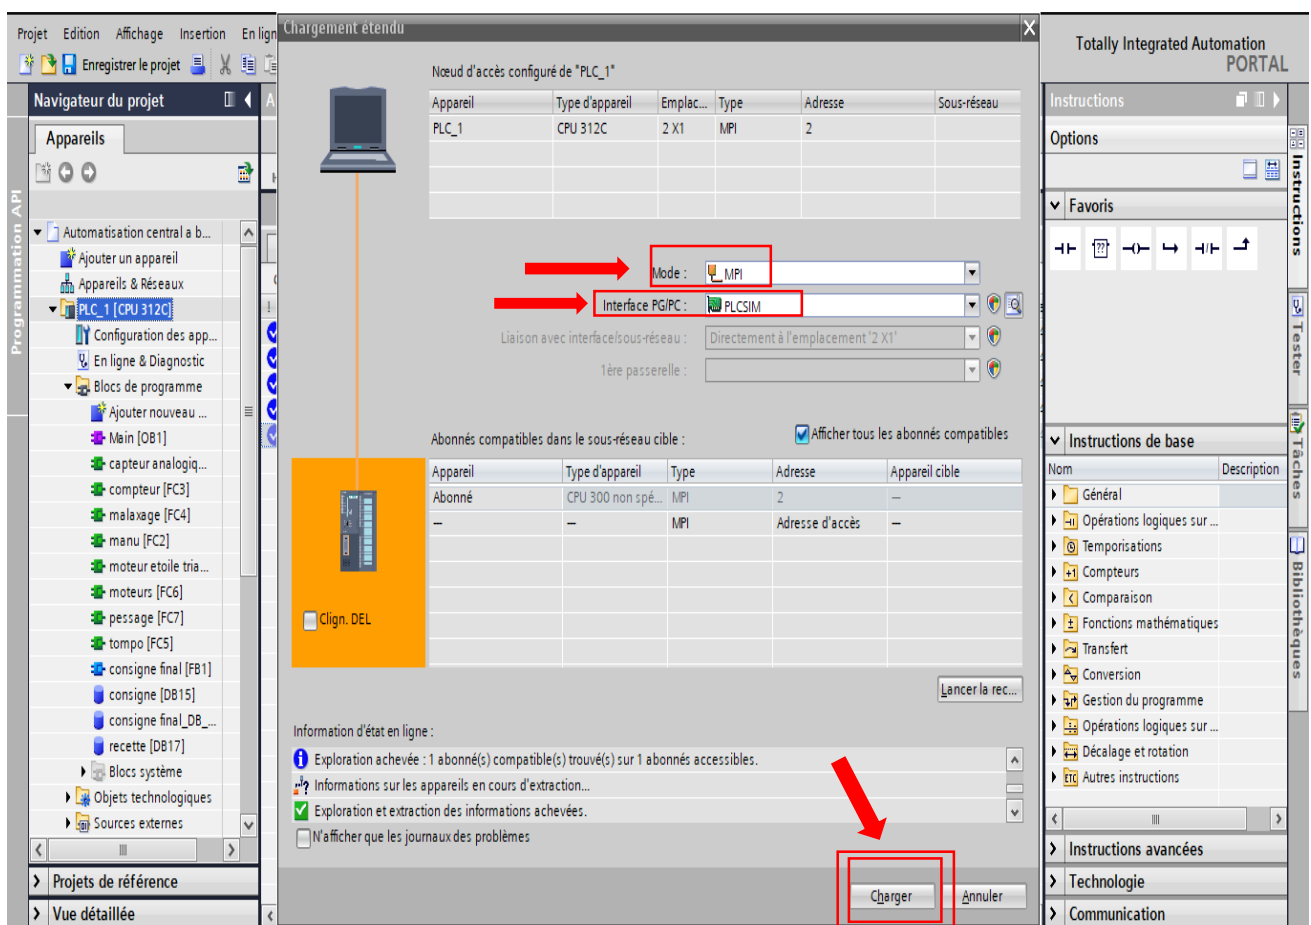 Chargement étendu
X
Projet Edition Affichage Insertion En lign
Totally Integrated Automation
PORTAL
Enregistrer le projet
Navigateur du projet
Appareils
Programmation API
Automatisation central a b...
Ajouter un appareil
Appareils & Réseaux
PLC_1 [CPU 312C]
Configuration des app...
En ligne & Diagnostic
Blocs de programme
Ajouter nouveau ...
Main [OB1]
capteur analogiq...
compteur [FC3]
malaxage [FC4]
manu [FC2]
moteur etoile tria...
moteurs [FC6]
pessage [FC7]
tompo [FC5]
consigne final [FB1]
consigne [DB15]
consigne final_DB_...
recette [DB17]
Blocs système
Objets technologiques
Sources externes
Projets de référence
Vue détaillée
Nœud d'accès configuré de "PLC_1"
Appareil Type d'appareil Emplac... Type Adresse Sous-réseau
PLC_1 CPU 312C 2 X1 MPI 2
Mode : MPI
Interface PG/PC : PLCSIM
Liaison avec interface/sous-réseau : Directement à l'emplacement '2 X1'
1ère passerelle :
Abonnés compatibles dans le sous-réseau cible :
Afficher tous les abonnés compatibles
Appareil Type d'appareil Type Adresse Appareil cible
Abonné CPU 300 non spé... MPI 2 —
— — MPI Adresse d'accès —
Clign. DEL
Lancer la rec...
Information d'état en ligne :
Exploration achevée : 1 abonné(s) compatible(s) trouvé(s) sur 1 abonnés accessibles.
Informations sur les appareils en cours d'extraction...
Exploration et extraction des informations achevées.
N'afficher que les journaux des problèmes
Charger
Annuler
Instructions
Options
Favoris
??
Instructions de base
Nom Description
Général
Opérations logiques sur ...
Temporisations
Compteurs
Comparaison
Fonctions mathématiques
Transfert
Conversion
Gestion du programme
Opérations logiques sur ...
Décalage et rotation
Autres instructions
Instructions avancées
Technologie
Communication
Instructions
Tester
Tâches
Bibliothèques